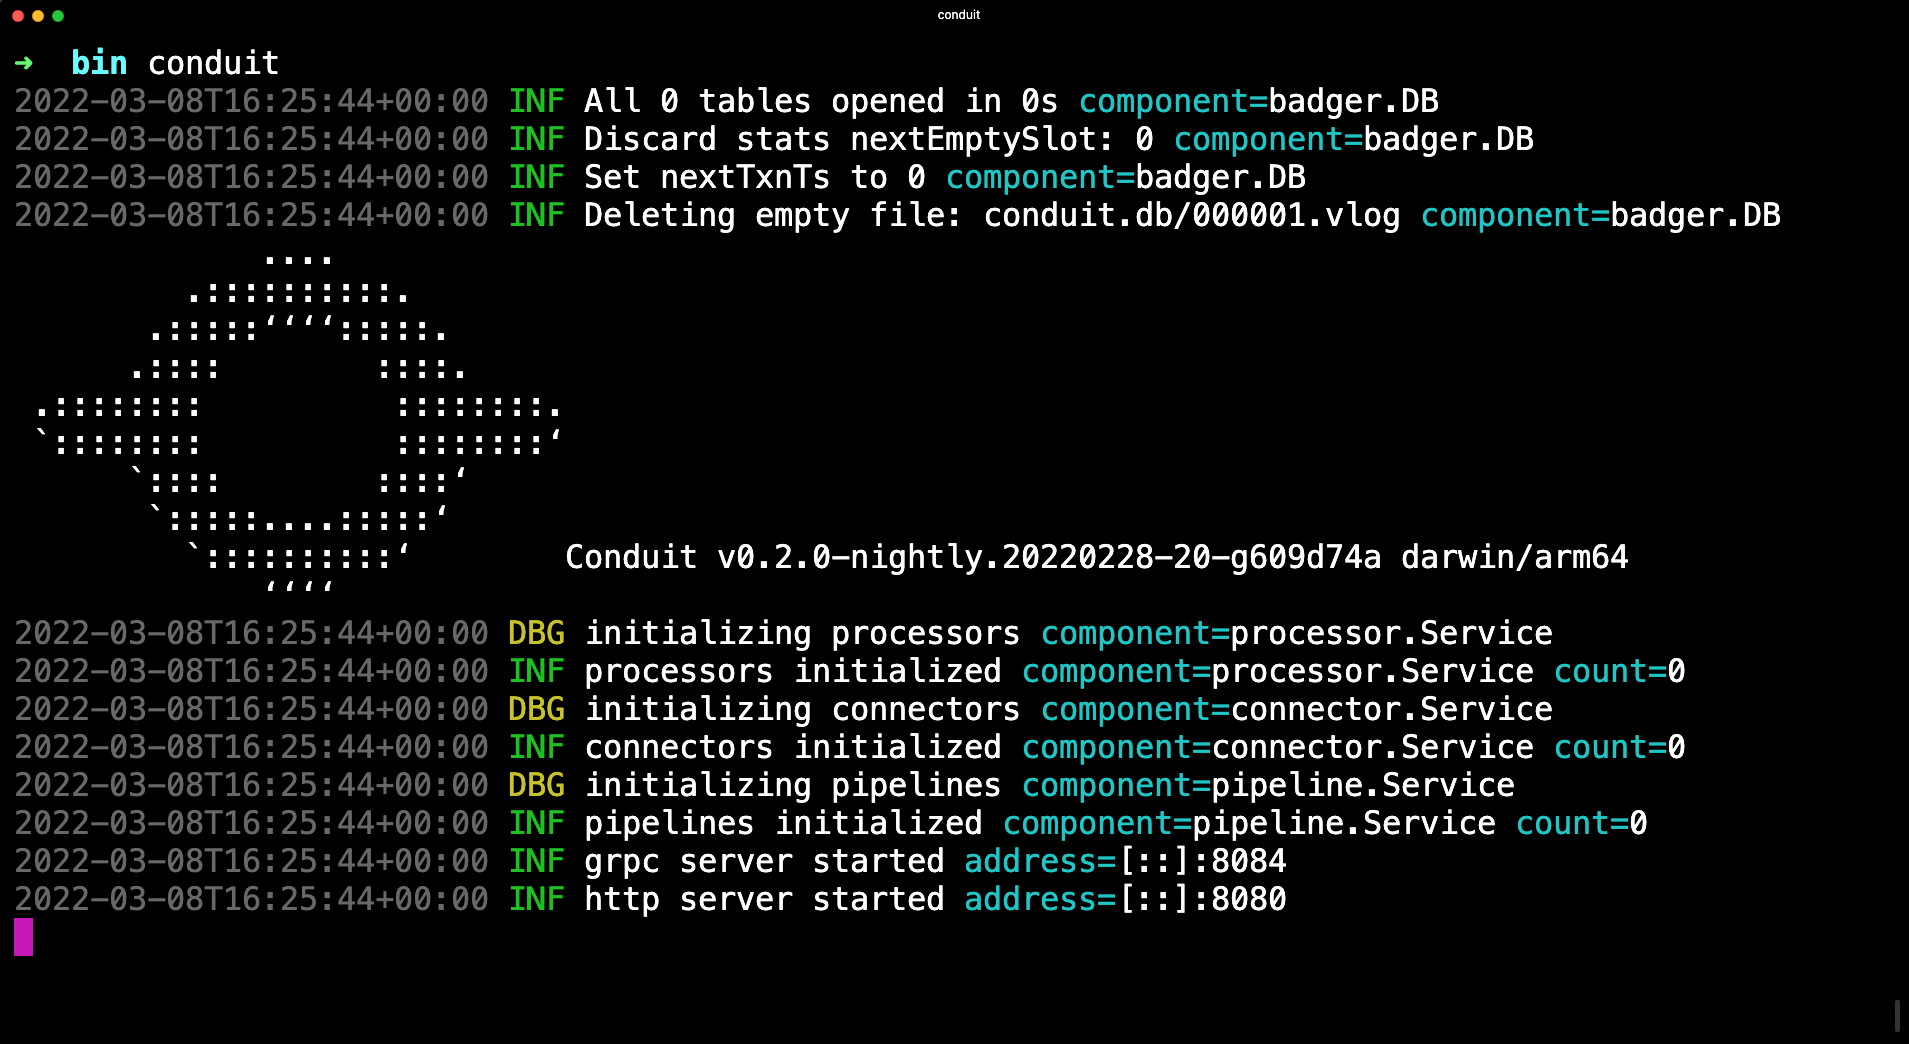 conduit
➜  bin conduit
2022-03-08T16:25:44+00:00 INF All 0 tables opened in 0s component=badger.DB
2022-03-08T16:25:44+00:00 INF Discard stats nextEmptySlot: 0 component=badger.DB
2022-03-08T16:25:44+00:00 INF Set nextTxnTs to 0 component=badger.DB
2022-03-08T16:25:44+00:00 INF Deleting empty file: conduit.db/000001.vlog component=badger.DB
Conduit v0.2.0-nightly.20220228-20-g609d74a darwin/arm64
2022-03-08T16:25:44+00:00 DBG initializing processors component=processor.Service
2022-03-08T16:25:44+00:00 INF processors initialized component=processor.Service count=0
2022-03-08T16:25:44+00:00 DBG initializing connectors component=connector.Service
2022-03-08T16:25:44+00:00 INF connectors initialized component=connector.Service count=0
2022-03-08T16:25:44+00:00 DBG initializing pipelines component=pipeline.Service
2022-03-08T16:25:44+00:00 INF pipelines initialized component=pipeline.Service count=0
2022-03-08T16:25:44+00:00 INF grpc server started address=[::]:8084
2022-03-08T16:25:44+00:00 INF http server started address=[::]:8080